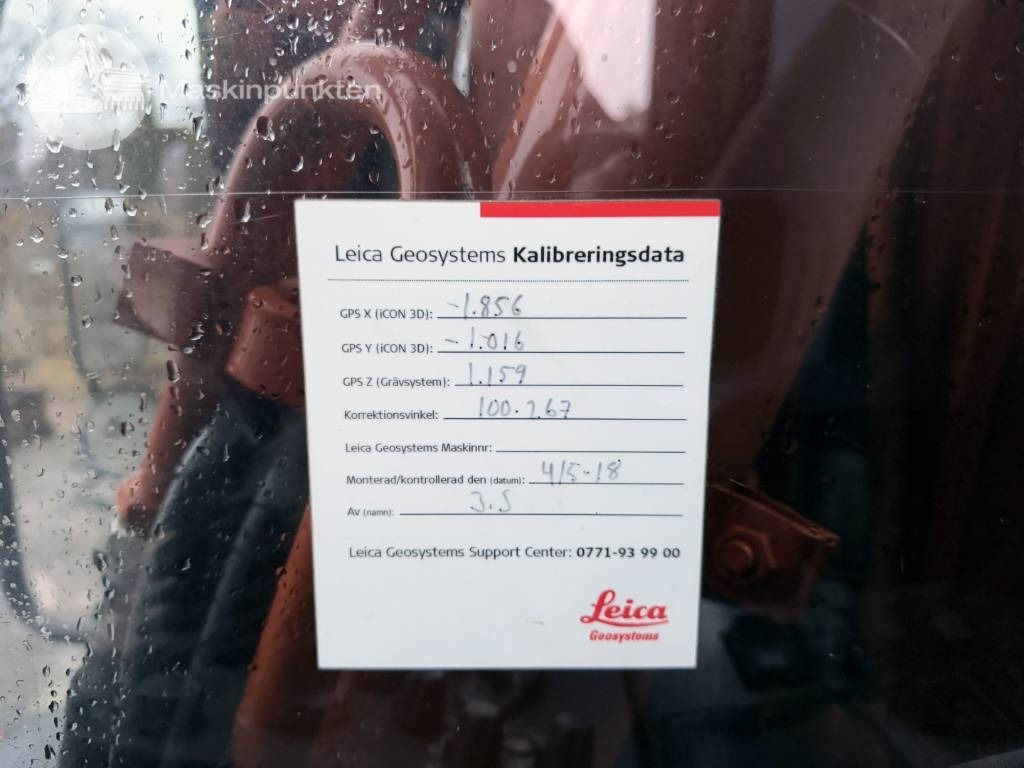 Maskinpunkten
Leica Geosystems Kalibreringsdata
GPS X (iCON 3D): -1.856
GPS Y (iCON 3D): -1.016
GPS Z (Grävsystem): 1.159
Korrektionsvinkel: 100.267
Leica Geosystems Maskinnr:
Monterad/kontrollerad den (datum): 4/5-18
Av (namn):
Leica Geosystems Support Center: 0771-93 99 00
Leica
Geosystems